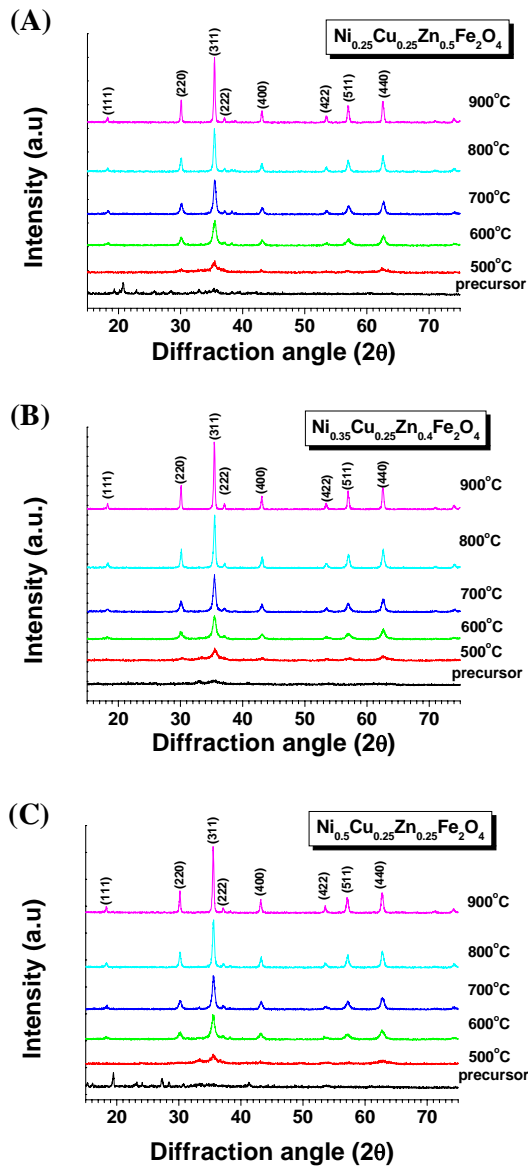 (A)
Ni0.25Cu0.25Zn0.5Fe2O4
(111)
(220)
(311)
(222)
(400)
(422)
(511)
(440)
900°C
800°C
700°C
600°C
500°C
precursor
Intensity (a.u)
20 30 40 50 60 70
Diffraction angle (2θ)
(B)
Ni0.35Cu0.25Zn0.4Fe2O4
(111)
(220)
(311)
(222)
(400)
(422)
(511)
(440)
900°C
800°C
700°C
600°C
500°C
precursor
Intensity (a.u.)
20 30 40 50 60 70
Diffraction angle (2θ)
(C)
Ni0.5Cu0.25Zn0.25Fe2O4
(111)
(220)
(311)
(222)
(400)
(422)
(511)
(440)
900°C
800°C
700°C
600°C
500°C
precursor
Intensity (a.u)
20 30 40 50 60 70
Diffraction angle (2θ)